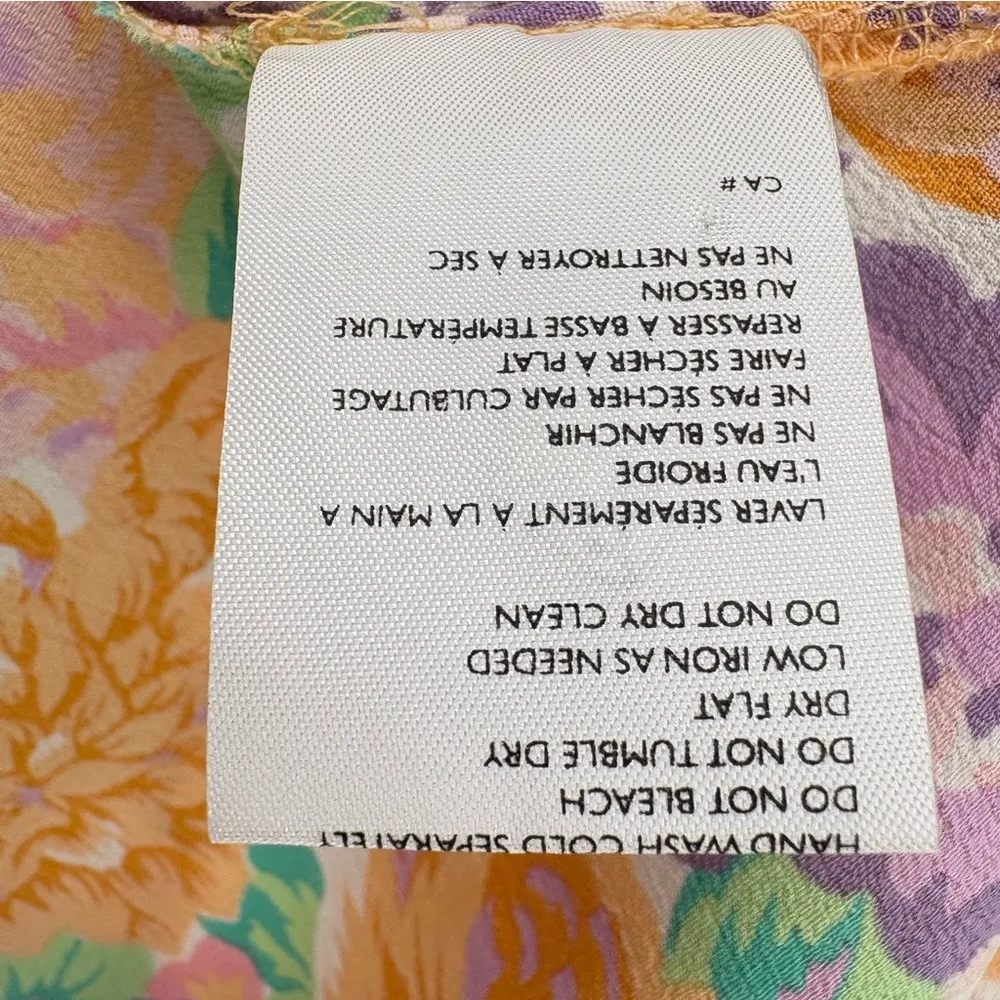 HAND WASH COLD SEPARATELY
DO NOT BLEACH
DO NOT TUMBLE DRY
DRY FLAT
LOW IRON AS NEEDED
DO NOT DRY CLEAN
LAVER SÉPARÉMENT À LA MAIN A
L'EAU FROIDE
NE PAS BLANCHIR
NE PAS SÉCHER PAR CULBUTAGE
FAIRE SÉCHER À PLAT
REPASSER À BASSE TEMPÉRATURE
AU BESOIN
NE PAS NETTROYER À SEC
CA #